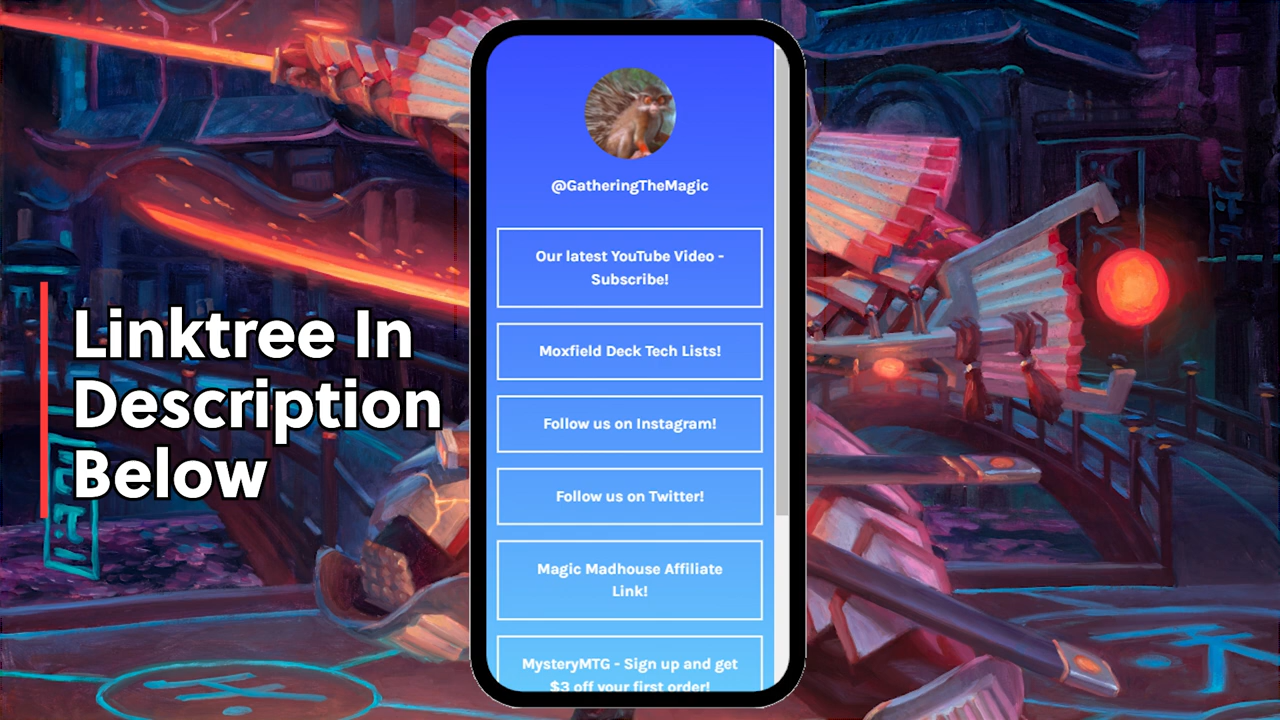 Linktree In
Description
Below
@GatheringTheMagic
Our latest YouTube Video -
Subscribe!
Moxfield Deck Tech Lists!
Follow us on Instagram!
Follow us on Twitter!
Magic Madhouse Affiliate
Link!
MysteryMTG - Sign up and get
$3 off your first order!